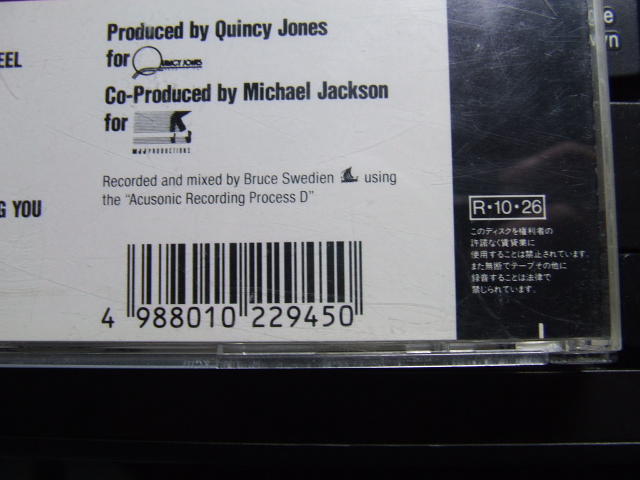 EEL
Produced by Quincy Jones
for QUINCY JONES
Co-Produced by Michael Jackson
for
MJJ PRODUCTIONS
Recorded and mixed by Bruce Swedien using
the "Acusonic Recording Process D"
G YOU
4 988010 229450
R・10・26
このディスクを権利者の
許諾なく賃貸業に
使用することは禁止されています。
また無断でテープその他に
録音することは法律で
禁じられています。